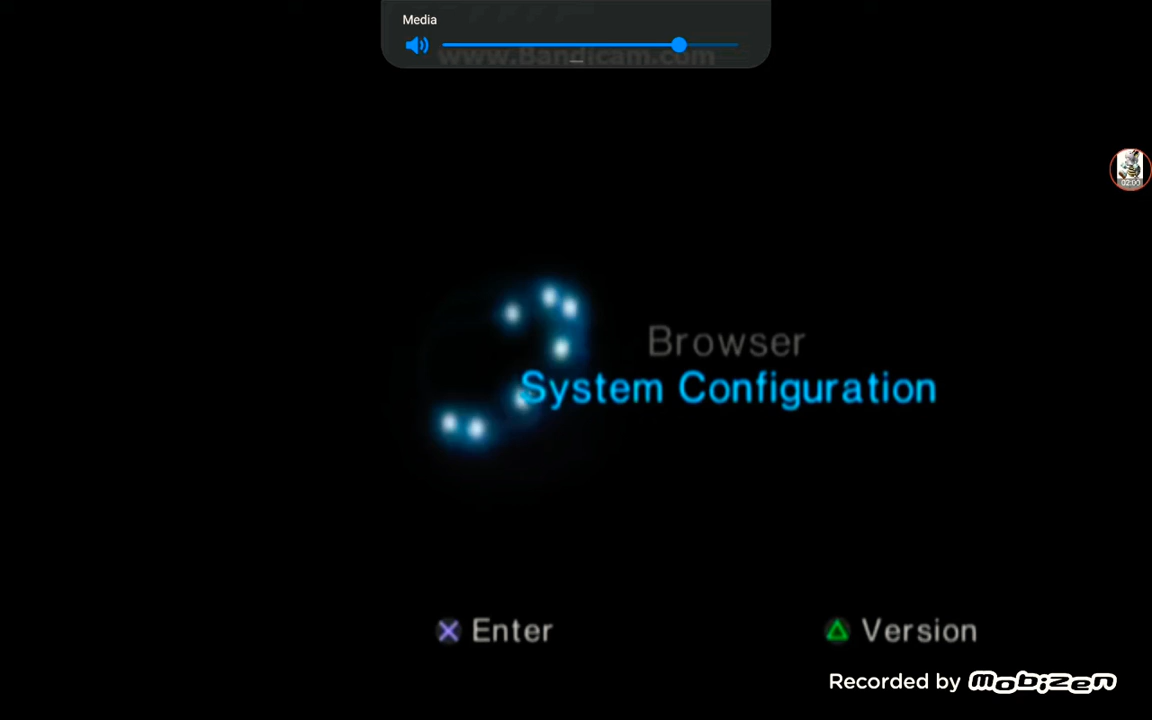 Media
www.Bandicam.com
Browser
System Configuration
Enter
Version
Recorded by mobizen